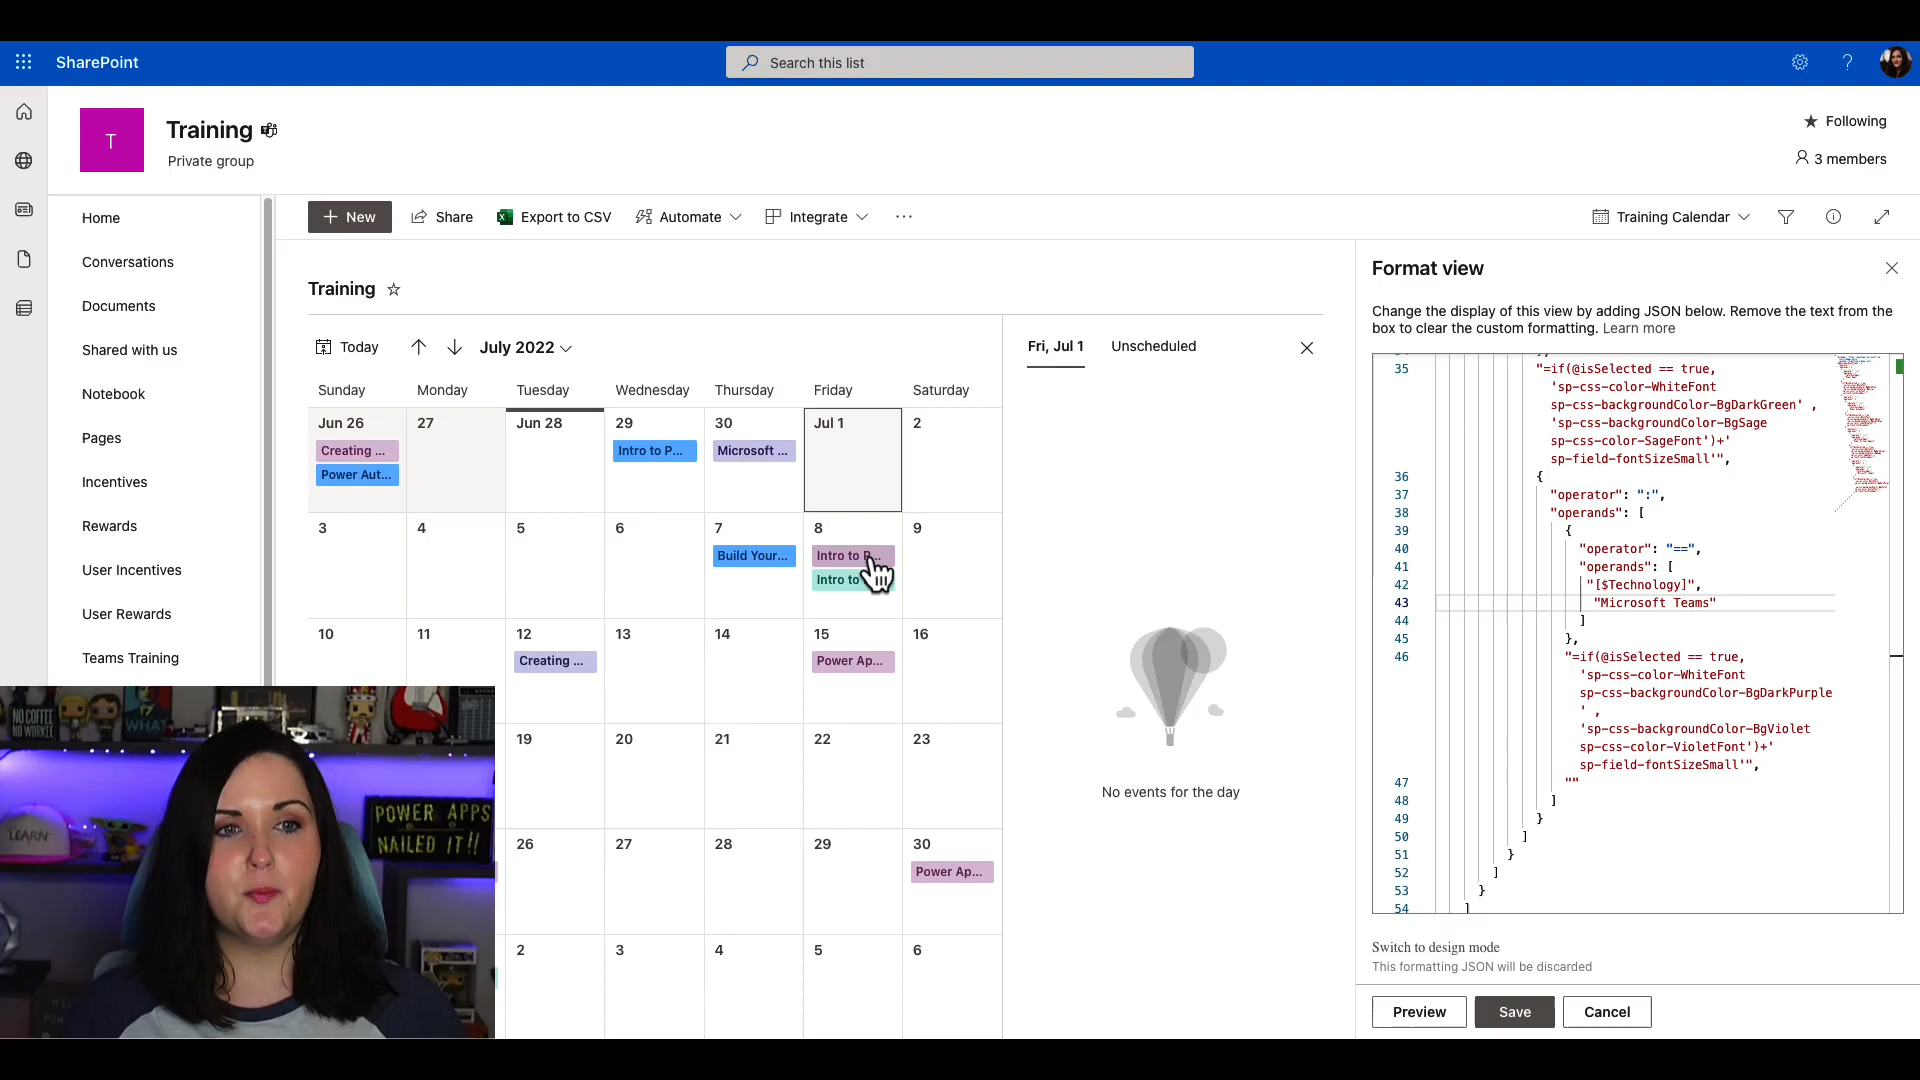 SharePoint
Search this list
T
Training
Private group
Following
3 members
Home
Conversations
Documents
Shared with us
Notebook
Pages
Incentives
Rewards
User Incentives
User Rewards
Teams Training
New
Share
Export to CSV
Automate
Integrate
Training Calendar
Training
Today
July 2022
Sunday Monday Tuesday Wednesday Thursday Friday Saturday
Jun 26 27 Jun 28 29 30 Jul 1 2
Creating ... Intro to P... Microsoft ...
Power Aut...
3 4 5 6 7 8 9
Build Your... Intro to P...
Intro to
10 11 12 13 14 15 16
Creating ... Power Ap...
19 20 21 22 23
26 27 28 29 30
Power Ap...
2 3 4 5 6
Fri, Jul 1
Unscheduled
No events for the day
Format view
Change the display of this view by adding JSON below. Remove the text from the
box to clear the custom formatting. Learn more
35 "=if(@isSelected == true,
'sp-css-color-WhiteFont
sp-css-backgroundColor-BgDarkGreen' ,
'sp-css-backgroundColor-BgSage
sp-css-color-SageFont')+'
sp-field-fontSizeSmall'",
36 {
37 "operator": ":",
38 "operands": [
39 {
40 "operator": "==",
41 "operands": [
42 "[$Technology]",
43 "Microsoft Teams"
44 ]
45 },
46 "=if(@isSelected == true,
'sp-css-color-WhiteFont
sp-css-backgroundColor-BgDarkPurple
' ,
'sp-css-backgroundColor-BgViolet
sp-css-color-VioletFont')+'
sp-field-fontSizeSmall'",
47 ""
48 ]
49 }
50 ]
51 }
52 ]
53 }
54 ]
Switch to design mode
This formatting JSON will be discarded
Preview
Save
Cancel
NO COFFEE
NO WORKEE
WHAT
LEARN
POWER APPS
NAILED IT!!